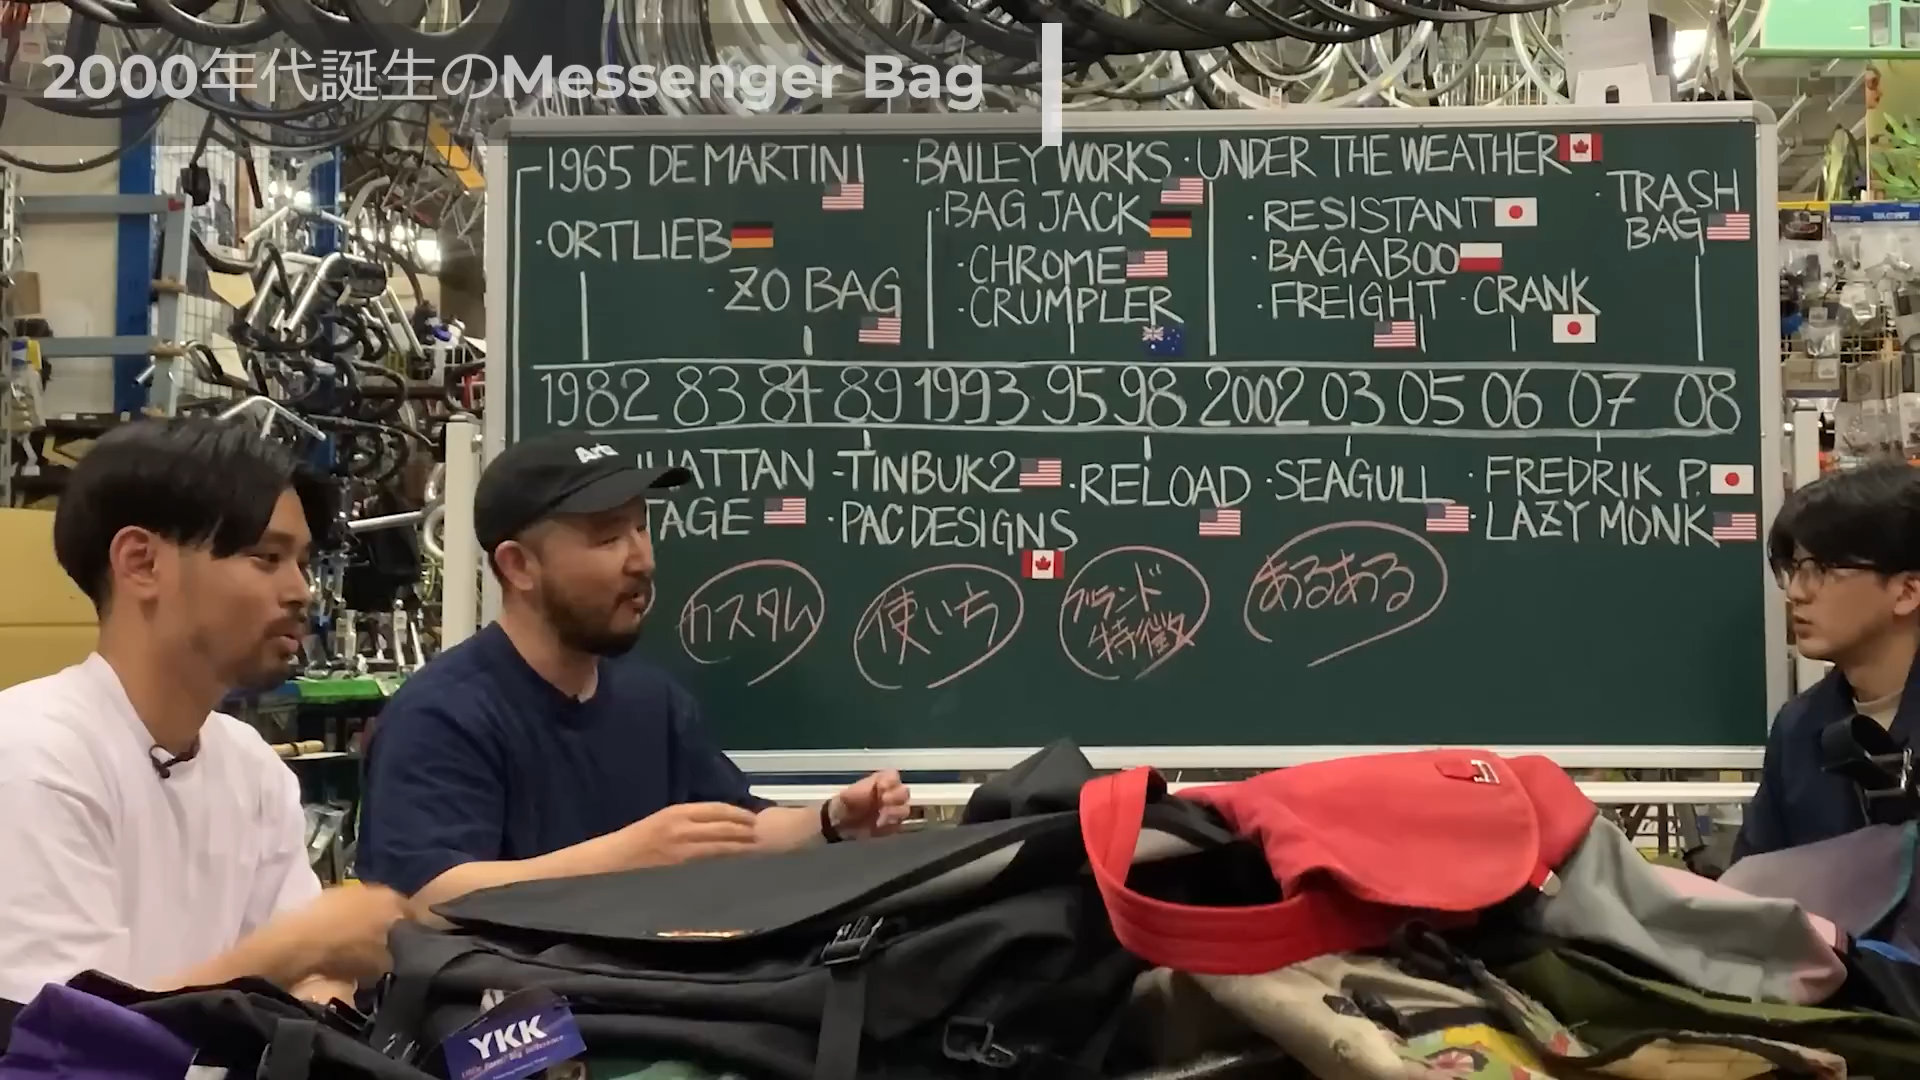 2000年代誕生のMessenger Bag
1965 DE MARTINI
・BAILEY WORKS
・UNDER THE WEATHER
・TRASH
BAG
・ORTLIEB
・BAG JACK
・RESISTANT
・CHROME
・BAGABOO
・ZO BAG
・CRUMPLER
・FREIGHT
・CRANK
1982 83 84 89 1993 95 98 2002 03 05 06 07 08
HATTAN
・TINBUK2
・RELOAD
・SEAGULL
・FREDRIK P.
TAGE
・PAC DESIGNS
・LAZY MONK
カスタム
使いち
ブランド
特徴
あるある
YKK